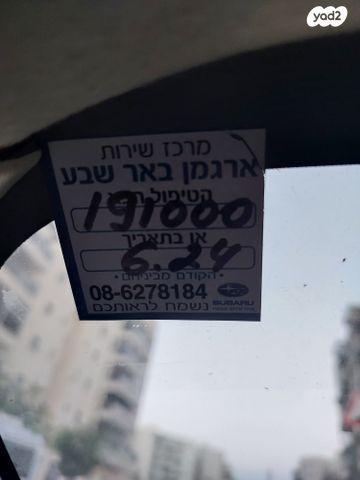 yad2
מרכז שירות
ארגמן באר שבע
הטיפול
191000
או בתאריך
6.24
הקודם מביניהם
08-6278184
SUBARU
נשמח לראותכם